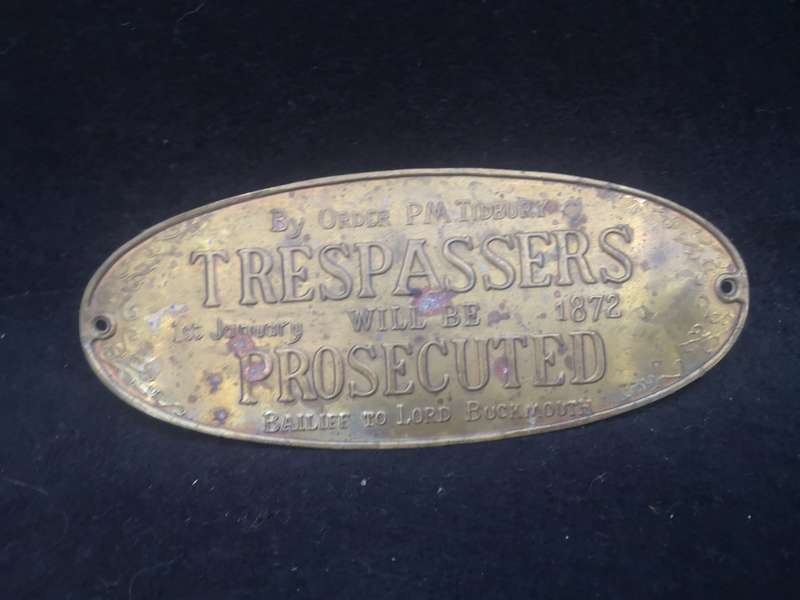 By ORDER P.M. TIDBURY
TRESPASSERS
WILL BE
1st January 1872
PROSECUTED
BAILIFF TO LORD BUCKMOUTH